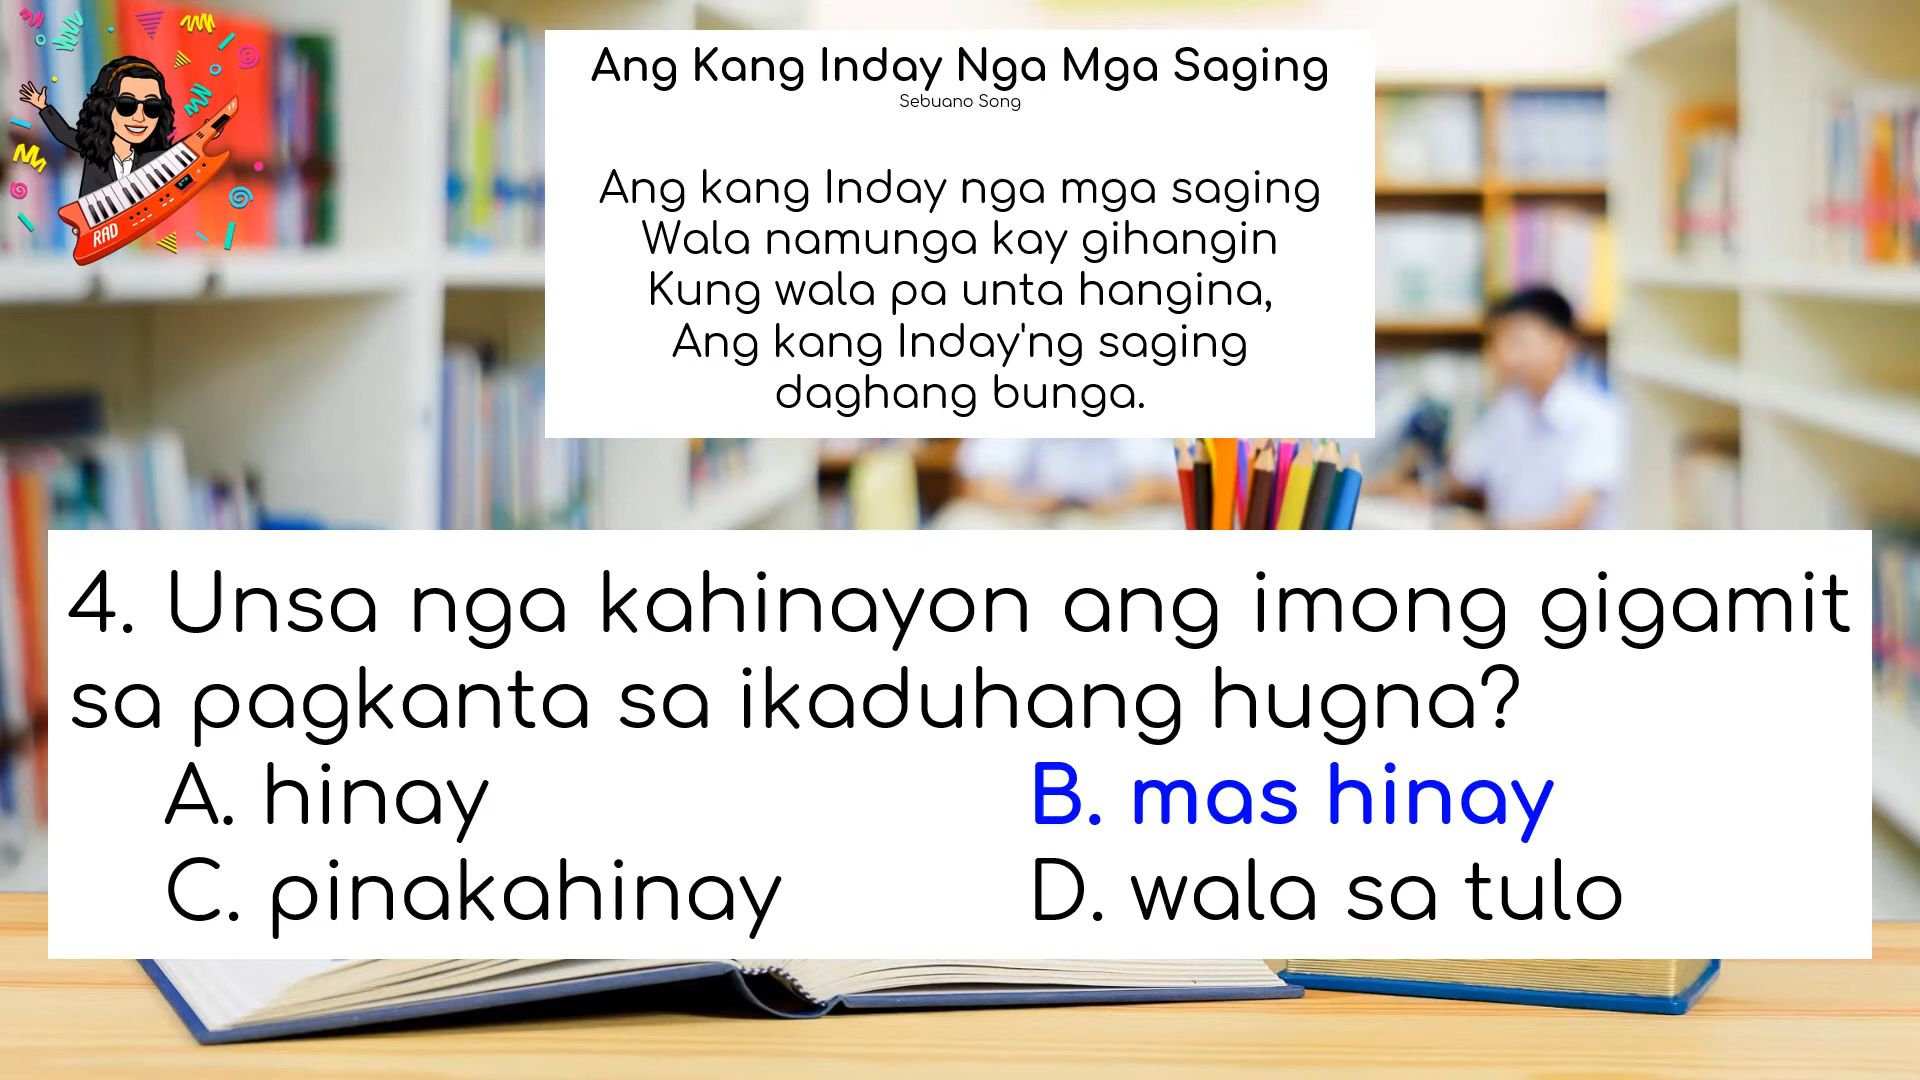 RAD
Ang Kang Inday Nga Mga Saging
Sebuano Song
Ang kang Inday nga mga saging
Wala namunga kay gihangin
Kung wala pa unta hangina,
Ang kang Inday'ng saging
daghang bunga.
4. Unsa nga kahinayon ang imong gigamit
sa pagkanta sa ikaduhang hugna?
A. hinay
B. mas hinay
C. pinakahinay
D. wala sa tulo